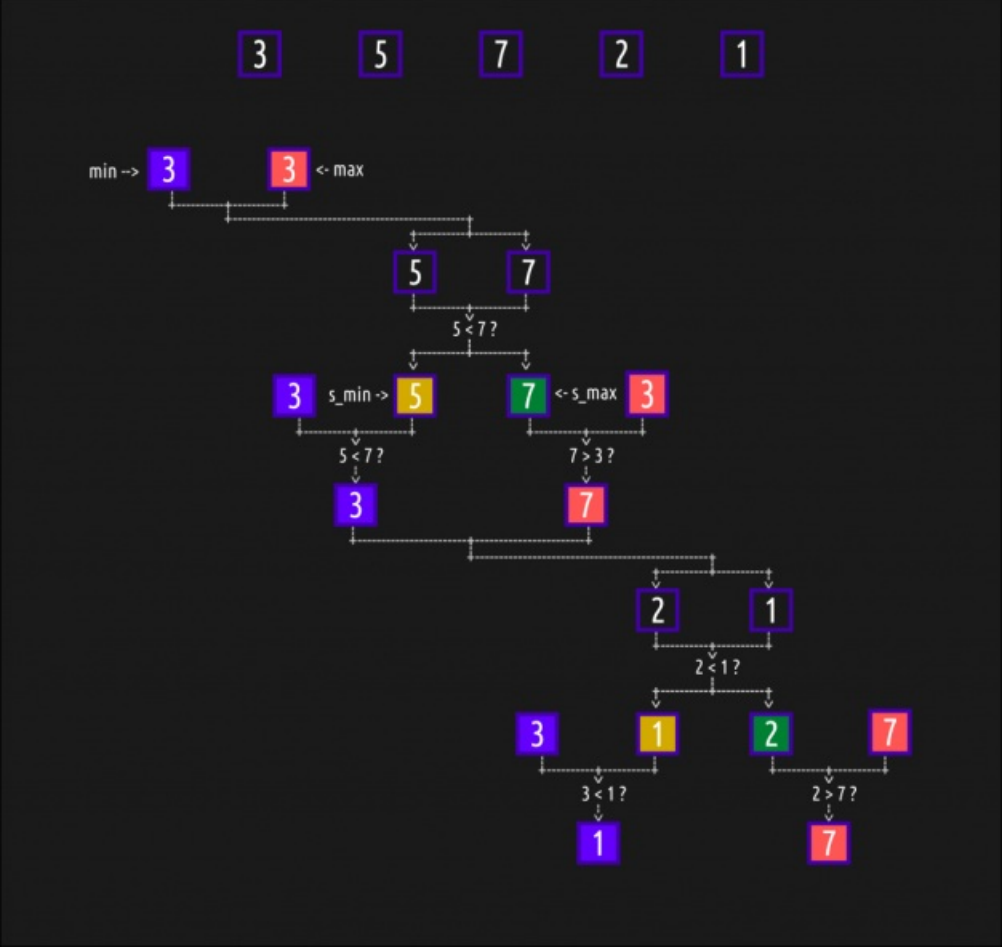 3 5 7 2 1
min --> 3 3 <- max
5 7
5 < 7 ?
3 s_min -> 5 7 <- s_max 3
5 < 7 ? 7 > 3 ?
3 7
2 1
2 < 1 ?
3 1 2 7
3 < 1 ? 2 > 7 ?
1 7